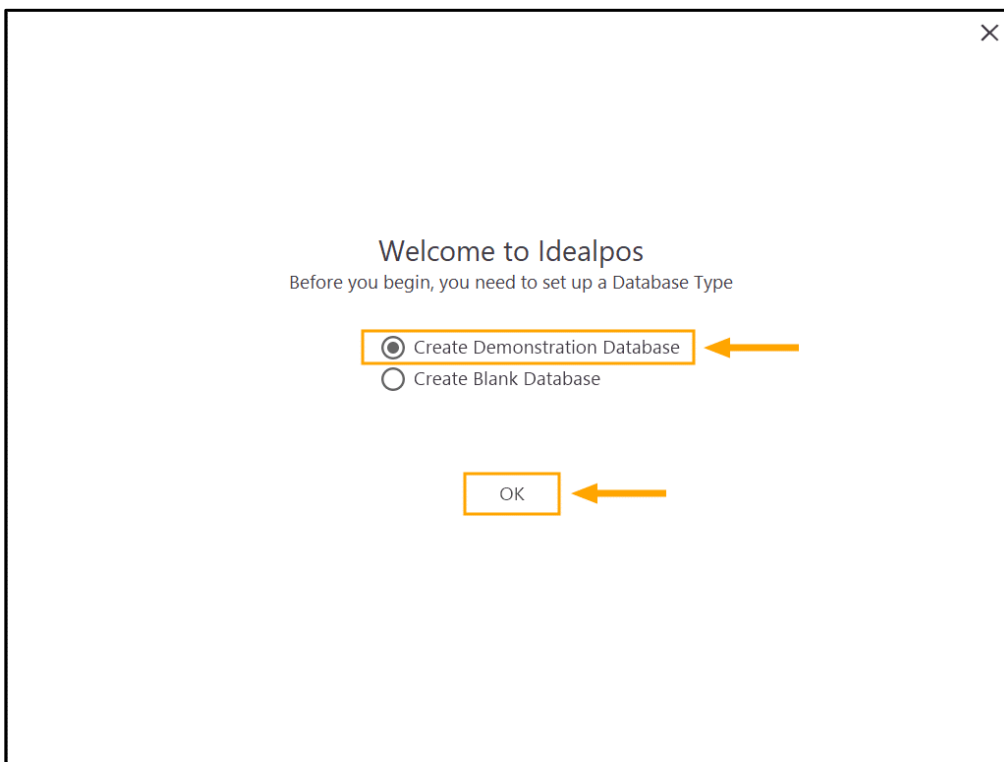 Welcome to Idealpos
Before you begin, you need to set up a Database Type
Create Demonstration Database
Create Blank Database
OK